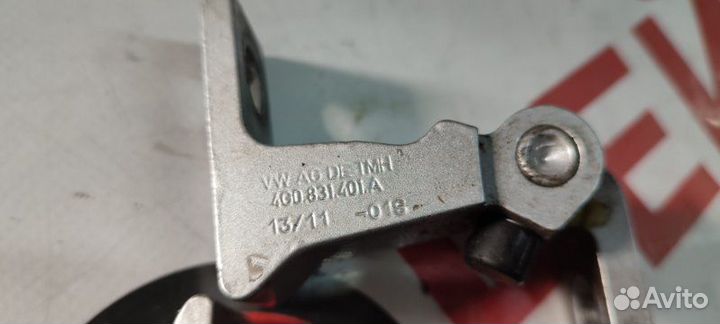 VW AG DE TMH
4G0.831.401.A
13/11 -018
Avito